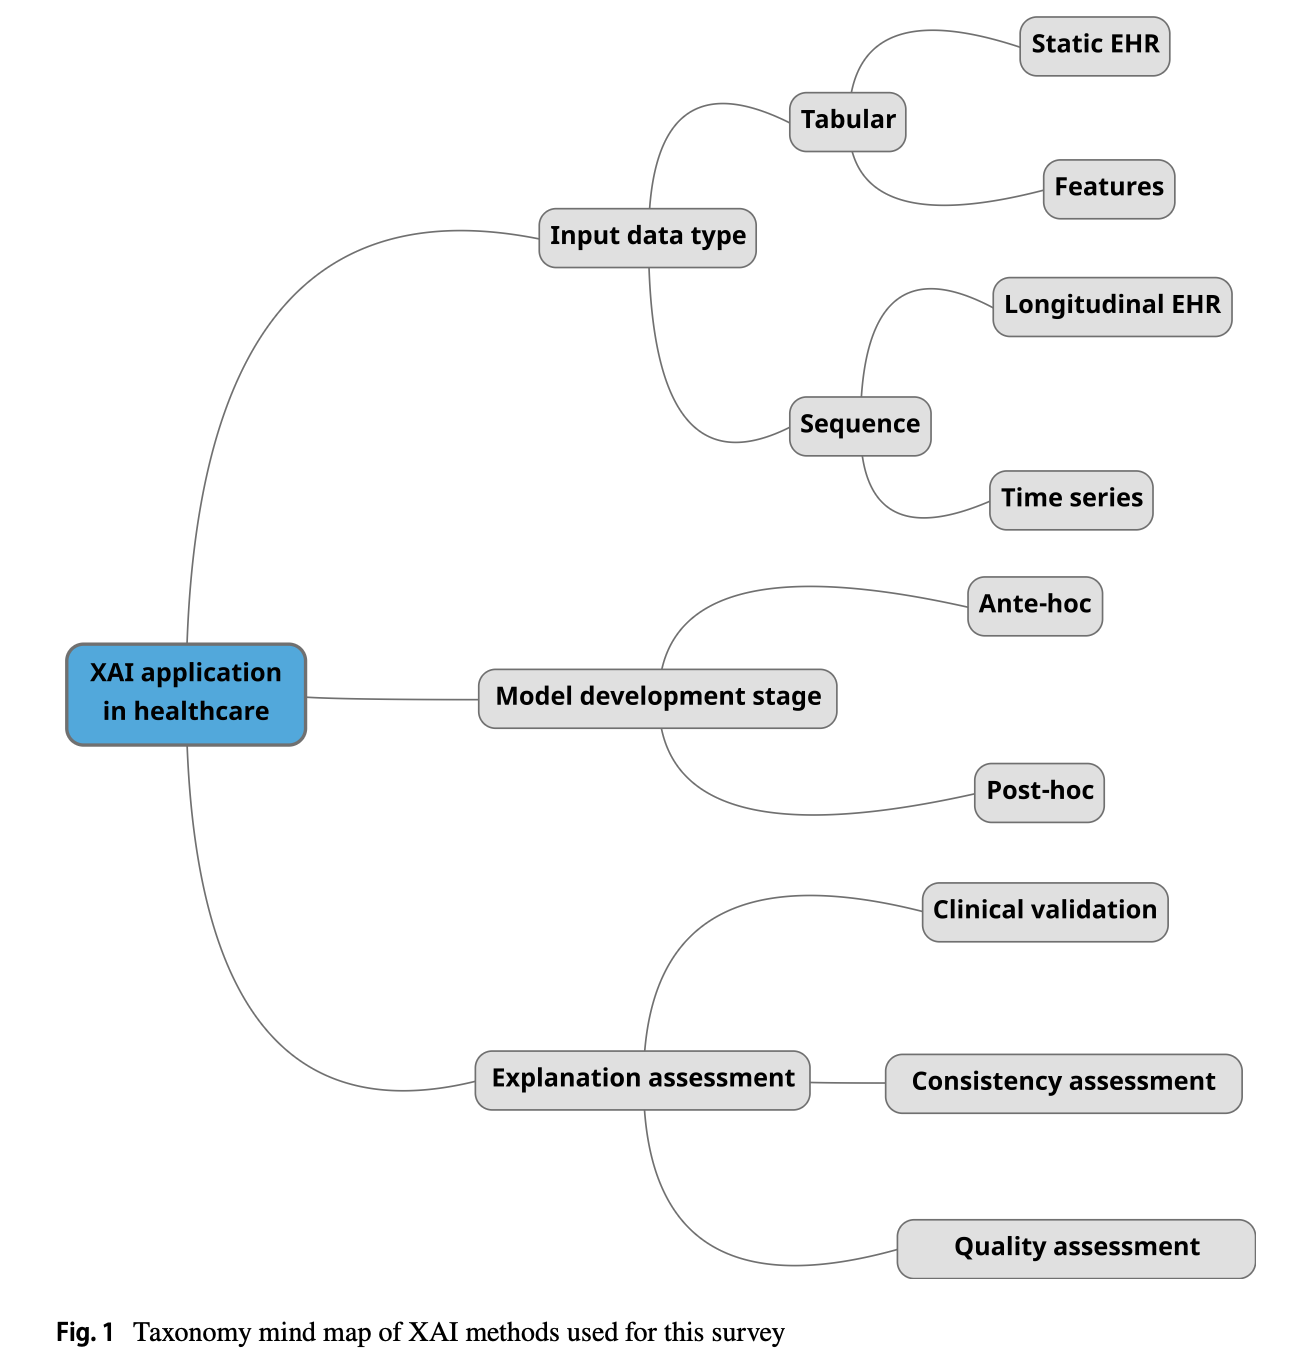 Static EHR
Tabular
Features
Input data type
Longitudinal EHR
Sequence
Time series
Ante-hoc
XAI application
in healthcare
Model development stage
Post-hoc
Clinical validation
Explanation assessment
Consistency assessment
Quality assessment
Fig. 1 Taxonomy mind map of XAI methods used for this survey